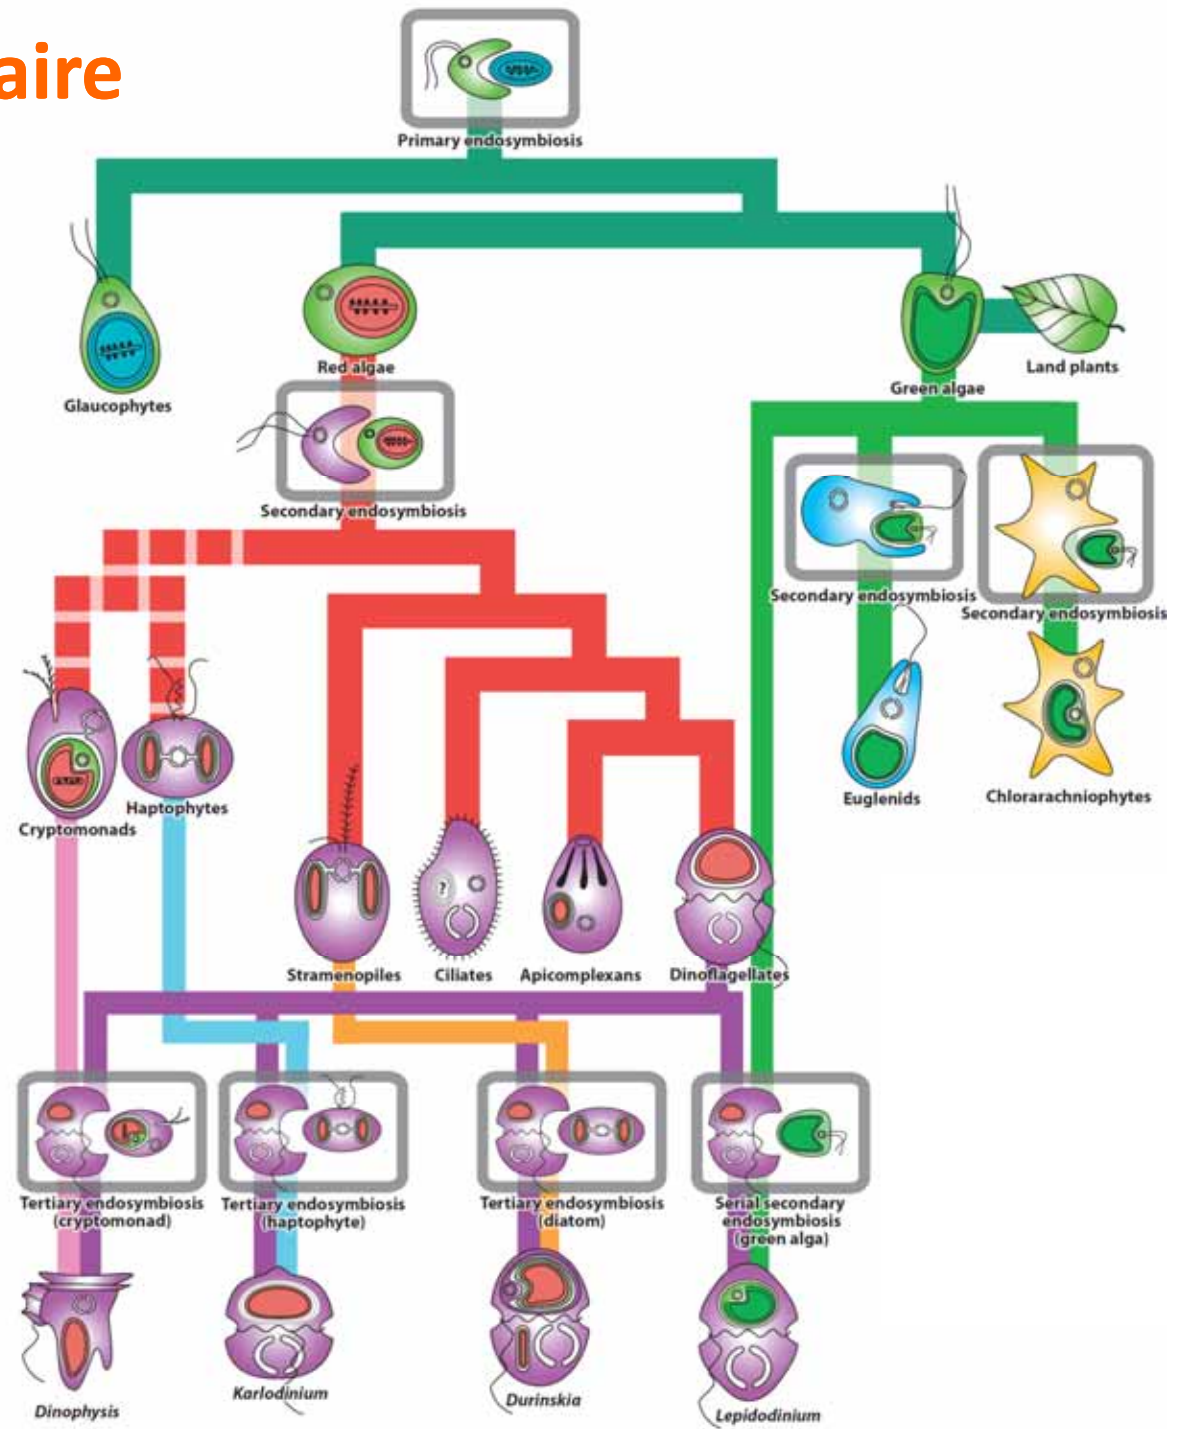 aire
Primary endosymbiosis
Glaucophytes
Red algae
Green algae
Land plants
Secondary endosymbiosis
Secondary endosymbiosis
Secondary endosymbiosis
Cryptomonads
Haptophytes
Euglenids
Chlorarachniophytes
?
Stramenopiles
Ciliates
Apicomplexans
Dinoflagellates
Tertiary endosymbiosis
(cryptomonad)
Tertiary endosymbiosis
(haptophyte)
Tertiary endosymbiosis
(diatom)
Serial secondary
endosymbiosis
(green alga)
Dinophysis
Karlodinium
Durinskia
Lepidodinium